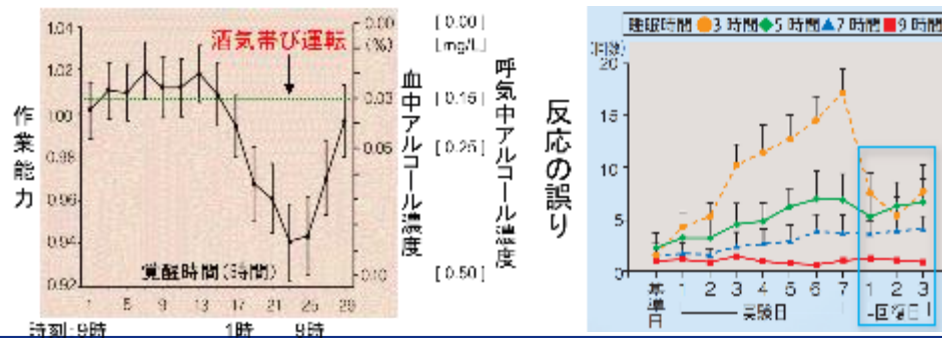 作業能力
1.04
1.02
1.00
0.98
0.96
0.94
0.92
酒気帯び運転
覚醒時間(時間)
1 5 9 13 17 21 25 29
時刻:9時 1時 9時
0.00
(%)
0.03
0.05
0.10
血中アルコール濃度
[0.00]
[mg/L]
[0.15]
[0.25]
[0.50]
呼気中アルコール濃度
反応の誤り
睡眠時間 3時間 5時間 7時間 9時間
(回数)
20
15
10
5
0
基準日
1 2 3 4 5 6 7 1 2 3
実験日 回復日